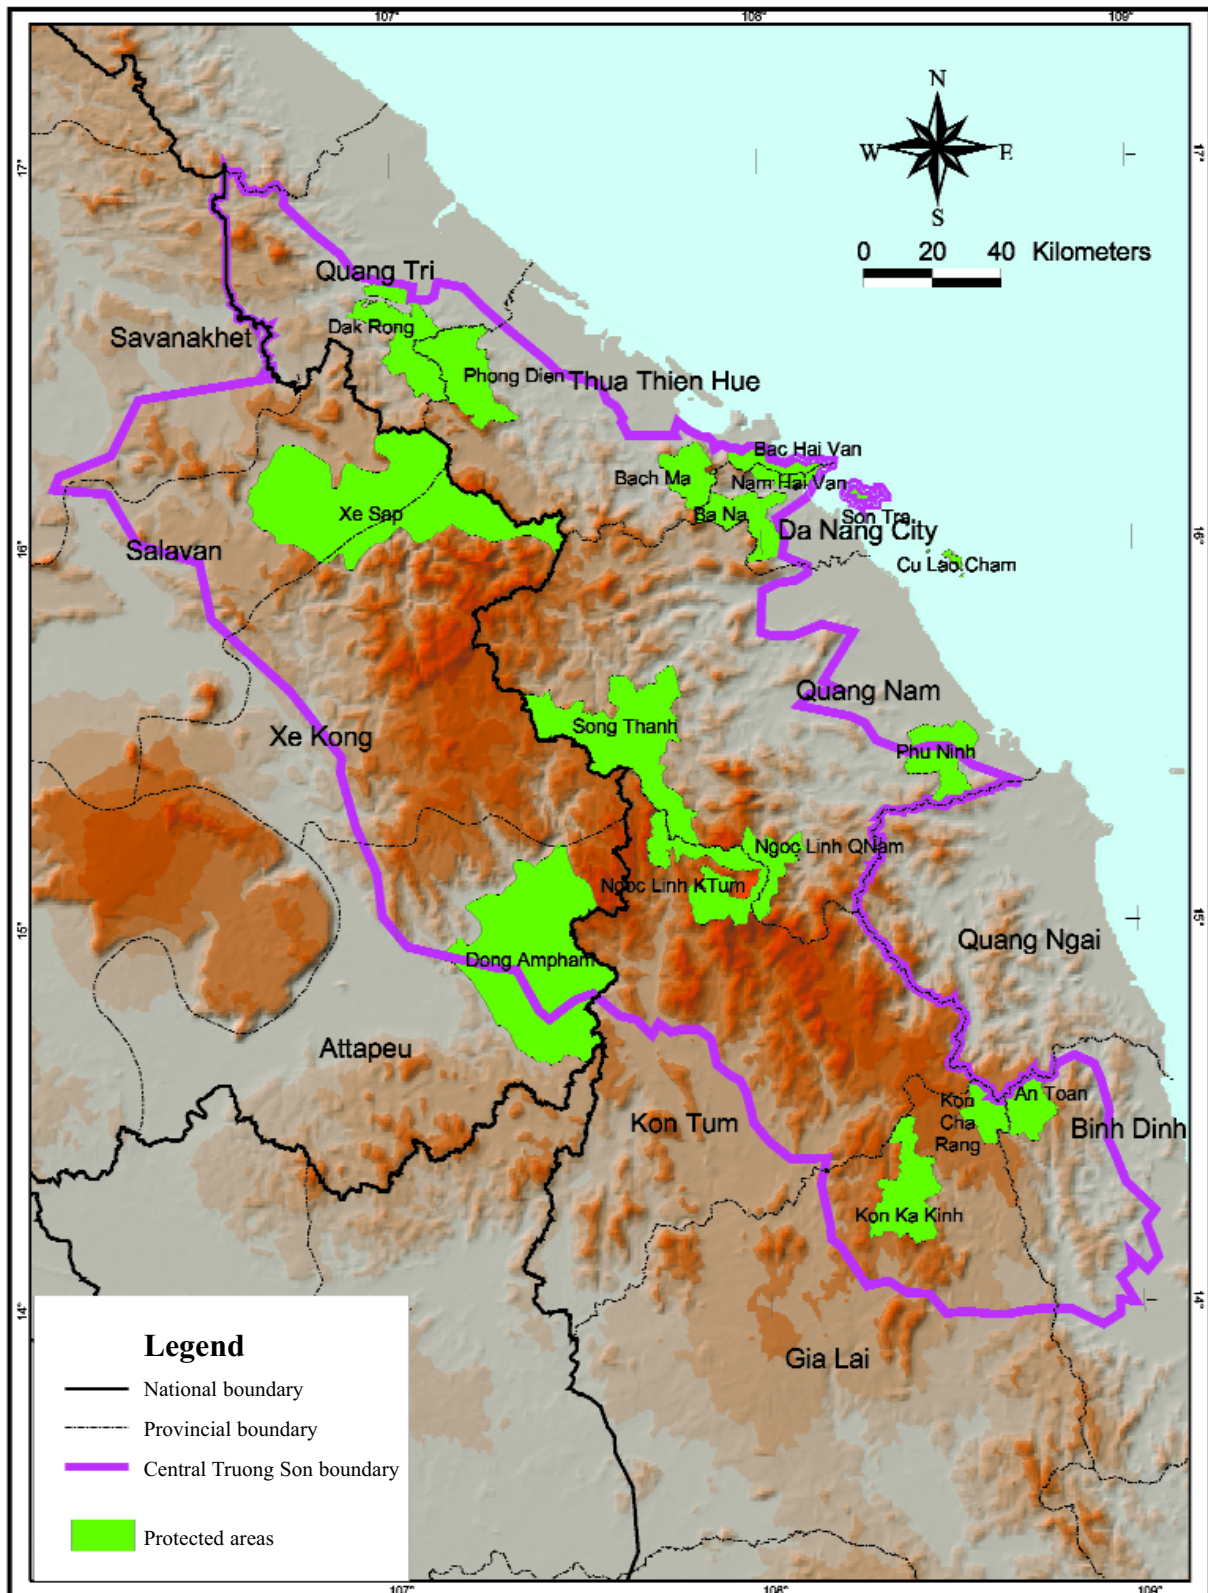 107° 108° 109°
N
W E
S
17° 17°
0 20 40 Kilometers
Quang Tri
Dak Rong
Savanakhet
Phong Dien
Thua Thien Hue
Bac Hai Van
Bach Ma
Nam Hai Van
Xe Sap
Ba Na
Son Tra
Da Nang City
16° 16°
Salavan
Cu Lao Cham
Quang Nam
Song Thanh
Xe Kong
Phu Ninh
Ngoc Linh QNam
Ngoc Linh KTum
15° 15°
Quang Ngai
Dong Ampham
Attapeu
An Toan
Kon
Cha
Rang
Kon Tum
Binh Dinh
Kon Ka Kinh
14° 14°
Gia Lai
Legend
National boundary
Provincial boundary
Central Truong Son boundary
Protected areas
107° 108° 109°